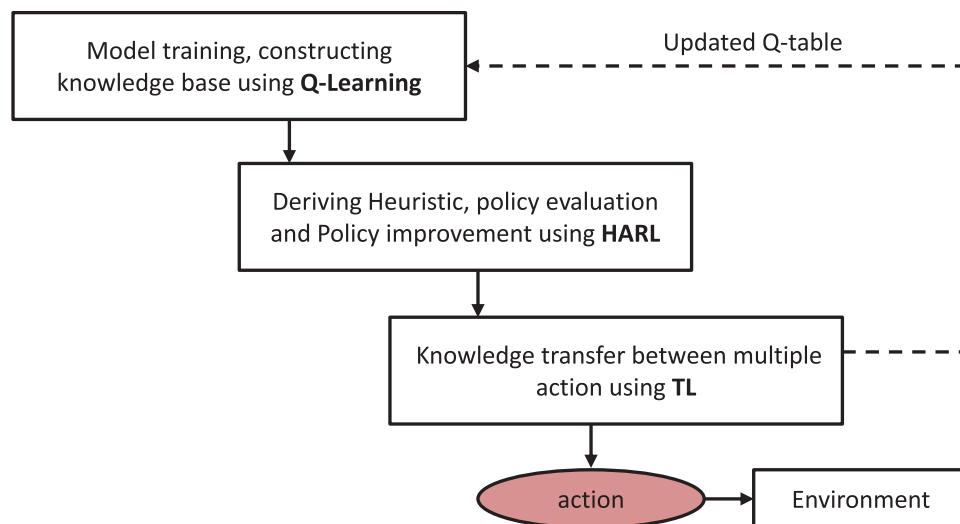 Updated Q-table
Model training, constructing
knowledge base using Q-Learning
Deriving Heuristic, policy evaluation
and Policy improvement using HARL
Knowledge transfer between multiple
action using TL
action
Environment